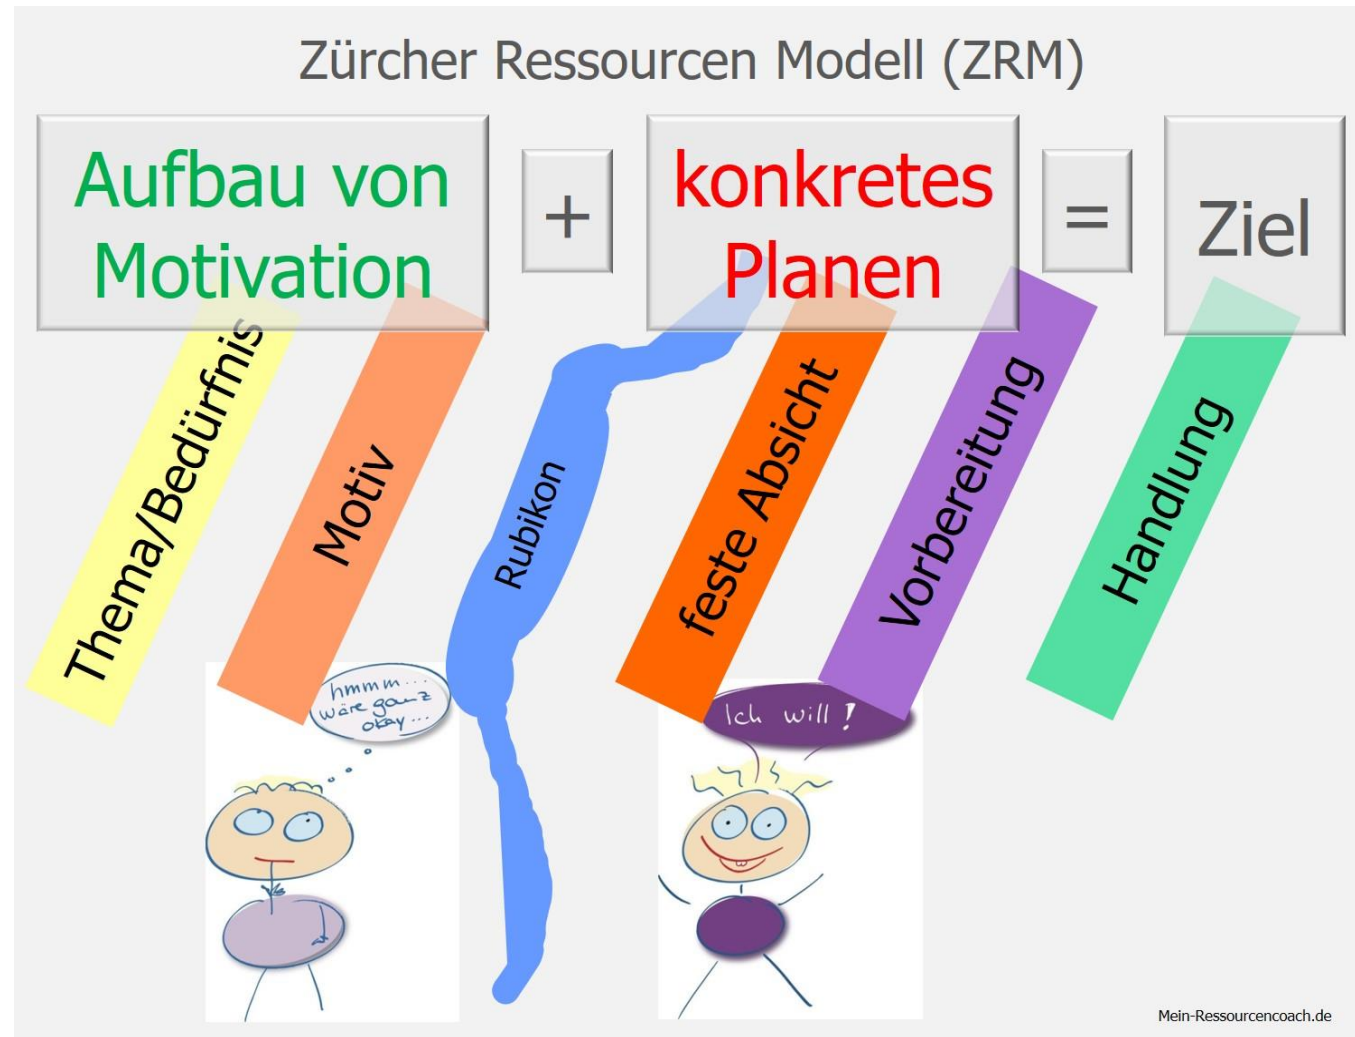 Zürcher Ressourcen Modell (ZRM)
Aufbau von
Motivation
+
konkretes
Planen
=
Ziel
Thema/Bedürfnis
Motiv
Rubikon
feste Absicht
Vorbereitung
Handlung
hmmm...
wäre ganz
okay...
Ich will!
Mein-Ressourcencoach.de